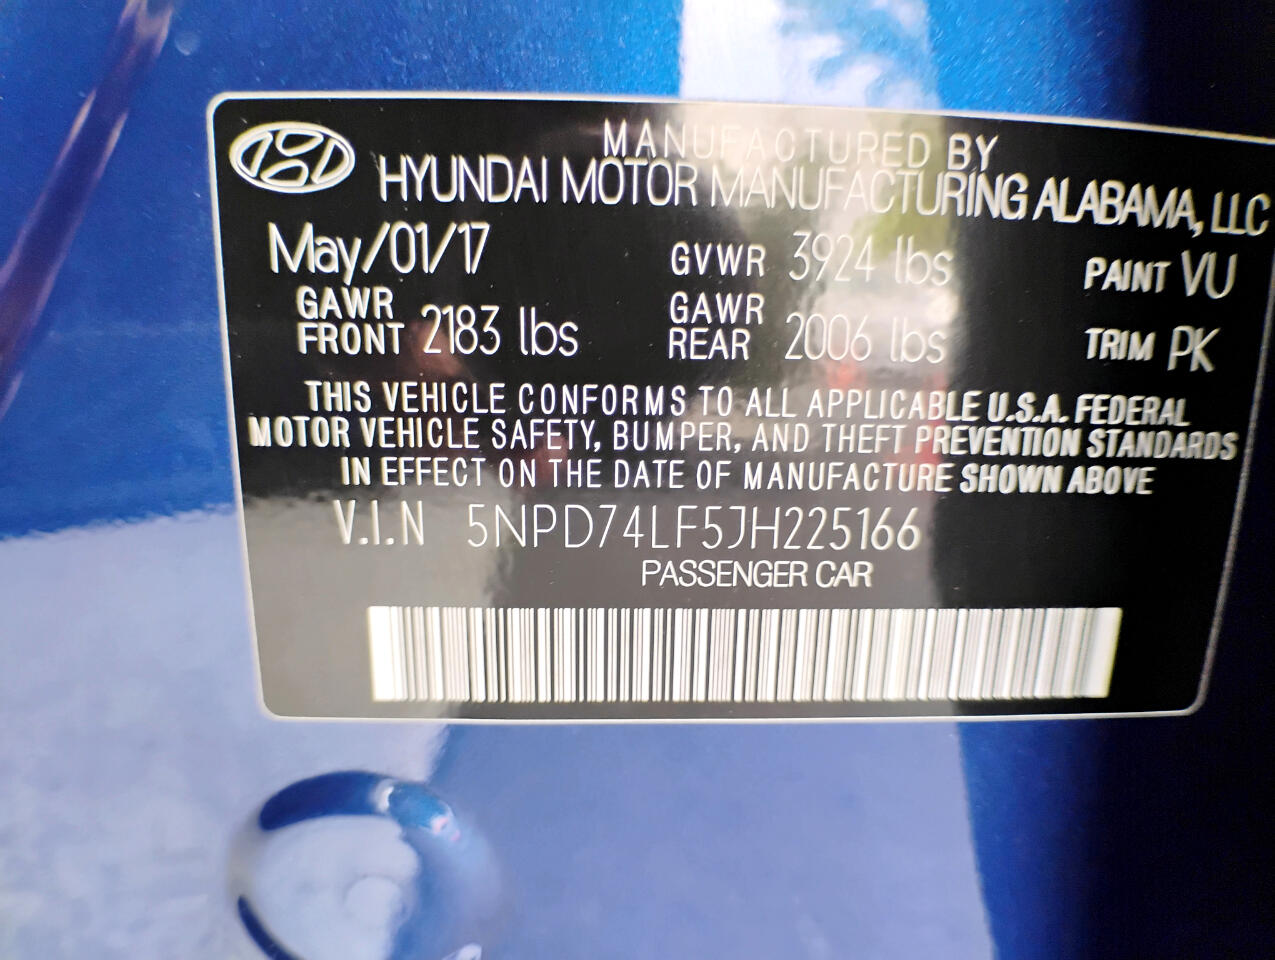 MANUFACTURED BY
HYUNDAI MOTOR MANUFACTURING ALABAMA, LLC
May/01/17 GVWR 3924 lbs PAINT VU
GAWR FRONT 2183 lbs GAWR REAR 2006 lbs TRIM PK
THIS VEHICLE CONFORMS TO ALL APPLICABLE U.S.A. FEDERAL
MOTOR VEHICLE SAFETY, BUMPER, AND THEFT PREVENTION STANDARDS
IN EFFECT ON THE DATE OF MANUFACTURE SHOWN ABOVE
V.I.N 5NPD74LF5JH225166
PASSENGER CAR